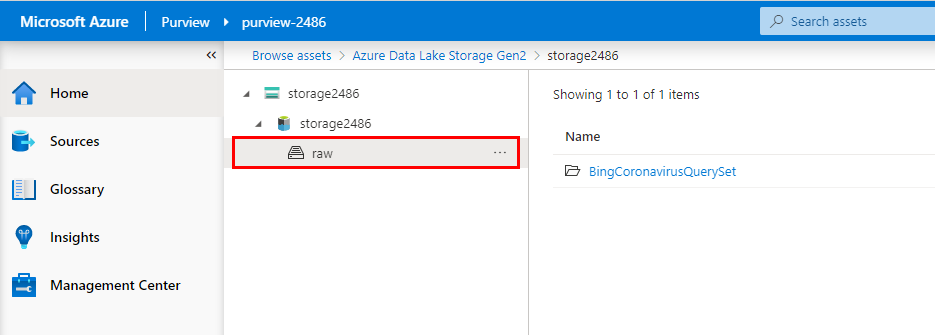 Microsoft Azure Purview purview-2486 Search assets
Browse assets Azure Data Lake Storage Gen2 storage2486
Home
Sources
Glossary
Insights
Management Center
storage2486
storage2486
raw
Showing 1 to 1 of 1 items
Name
BingCoronavirusQuerySet